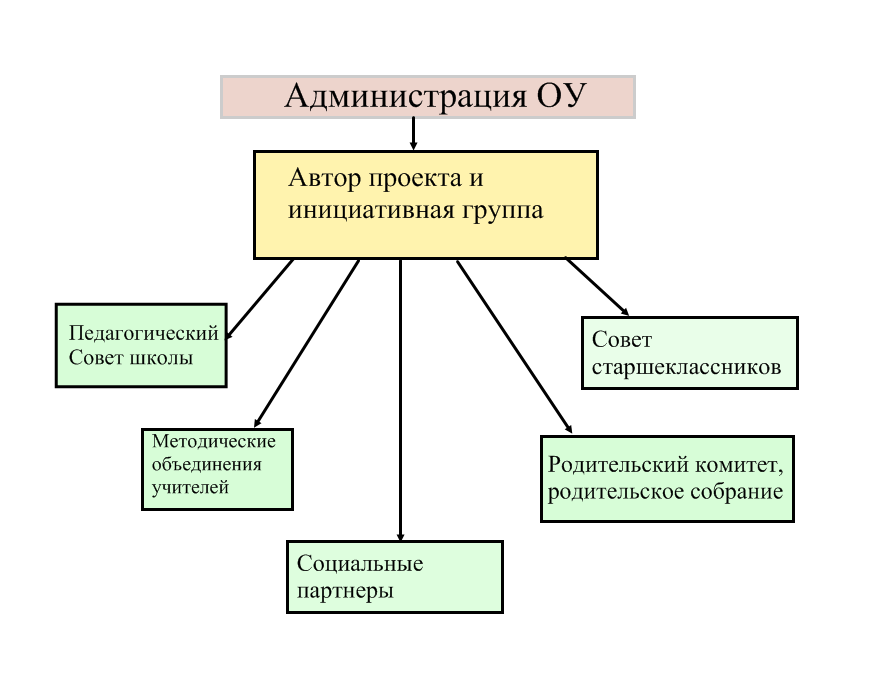 Администрация ОУ
Автор проекта и
инициативная группа
Педагогический
Совет школы
Совет
старшеклассников
Методические
объединения
учителей
Родительский комитет,
родительское собрание
Социальные
партнеры